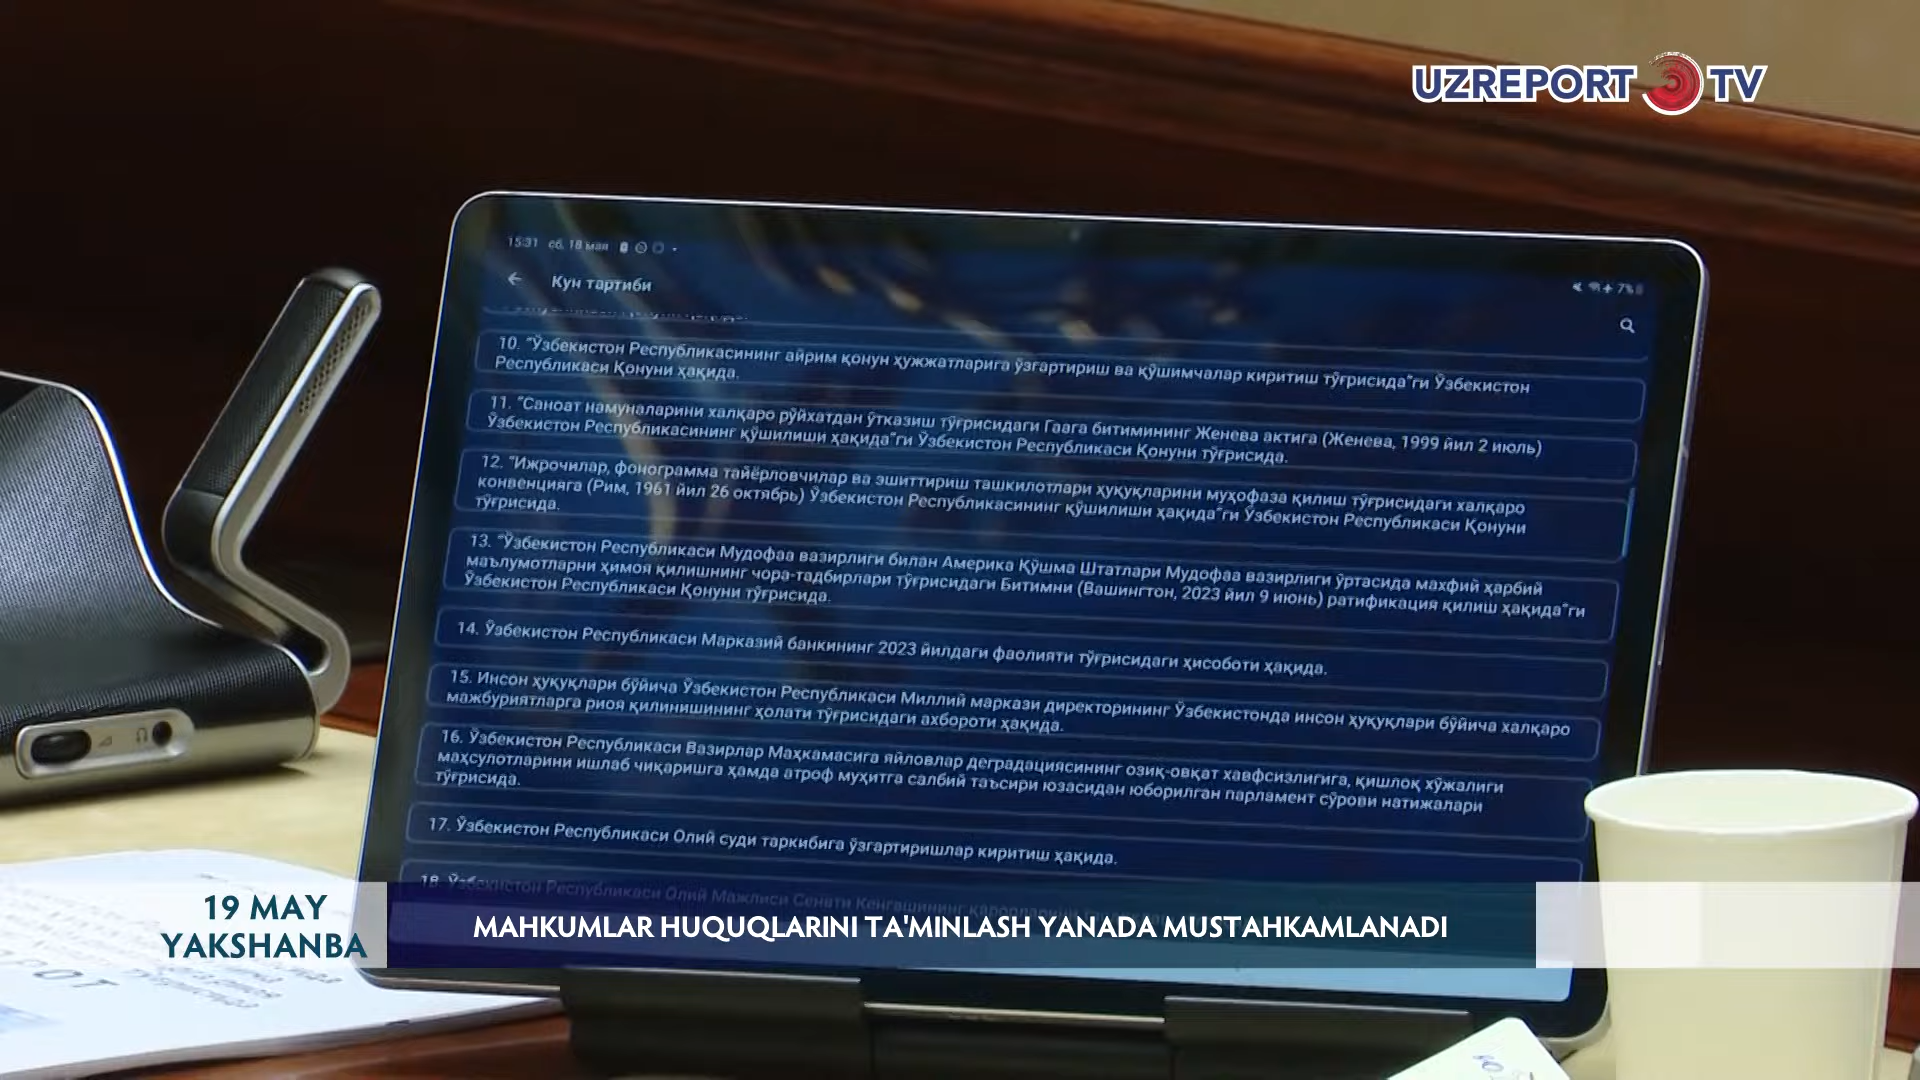 UZREPORT TV
15:31 сб, 18 мая
7%
Кун тартиби
10. "Ўзбекистон Республикасининг айрим қонун ҳужжатларига ўзгартириш ва қўшимчалар киритиш тўғрисида"ги Ўзбекистон
Республикаси Қонуни ҳақида.
11. "Саноат намуналарини халқаро рўйхатдан ўтказиш тўғрисидаги Гаага битимининг Женева актига (Женева, 1999 йил 2 июль)
Ўзбекистон Республикасининг қўшилиши ҳақида"ги Ўзбекистон Республикаси Қонуни тўғрисида.
12. "Ижрочилар, фонограмма тайёрловчилар ва эшиттириш ташкилотлари ҳуқуқларини муҳофаза қилиш тўғрисидаги халқаро
конвенцияга (Рим, 1961 йил 26 октябрь) Ўзбекистон Республикасининг қўшилиши ҳақида"ги Ўзбекистон Республикаси Қонуни
тўғрисида.
13. "Ўзбекистон Республикаси Мудофаа вазирлиги билан Америка Қўшма Штатлари Мудофаа вазирлиги ўртасида махфий ҳарбий
маълумотларни ҳимоя қилишнинг чора-тадбирлари тўғрисидаги Битимни (Вашингтон, 2023 йил 9 июнь) ратификация қилиш ҳақида"ги
Ўзбекистон Республикаси Қонуни тўғрисида.
14. Ўзбекистон Республикаси Марказий банкининг 2023 йилдаги фаолияти тўғрисидаги ҳисоботи ҳақида.
15. Инсон ҳуқуқлари бўйича Ўзбекистон Республикаси Миллий маркази директорининг Ўзбекистонда инсон ҳуқуқлари бўйича халқаро
мажбуриятларга риоя қилинишининг ҳолати тўғрисидаги ахбороти ҳақида.
16. Ўзбекистон Республикаси Вазирлар Маҳкамасига яйловлар деградациясининг озиқ-овқат хавфсизлигига, қишлоқ хўжалиги
маҳсулотларини ишлаб чиқаришга ҳамда атроф муҳитга салбий таъсири юзасидан юборилган парламент сўрови натижалари
тўғрисида.
17. Ўзбекистон Республикаси Олий суди таркибига ўзгартиришлар киритиш ҳақида.
18. Ўзбекистон Республикаси Олий Мажлиси Сенати Кенгашининг
19 MAY
YAKSHANBA
MAHKUMLAR HUQUQLARINI TA'MINLASH YANADA MUSTAHKAMLANADI